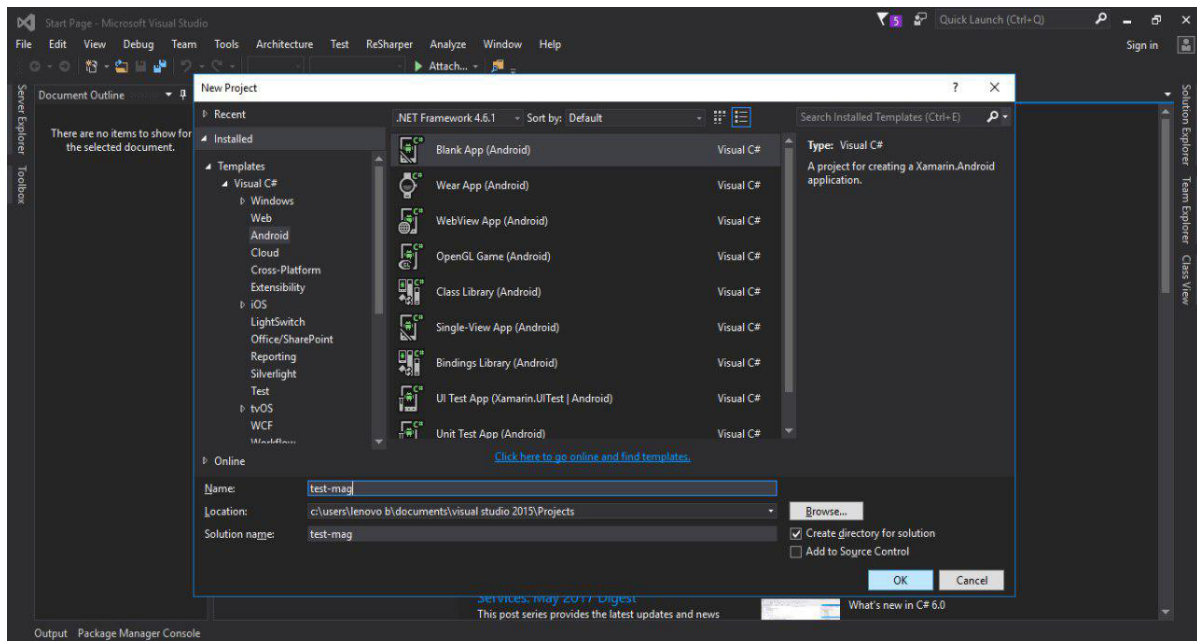 Start Page - Microsoft Visual Studio
5
Quick Launch (Ctrl+Q)
File Edit View Debug Team Tools Architecture Test ReSharper Analyze Window Help
Sign in
Attach...
Server Explorer
Toolbox
Document Outline
There are no items to show for
the selected document.
New Project
?
Recent
Installed
Templates
Visual C#
Windows
Web
Android
Cloud
Cross-Platform
Extensibility
iOS
LightSwitch
Office/SharePoint
Reporting
Silverlight
Test
tvOS
WCF
Workflow
Online
.NET Framework 4.6.1
Sort by: Default
Search Installed Templates (Ctrl+E)
Blank App (Android) Visual C#
Wear App (Android) Visual C#
WebView App (Android) Visual C#
OpenGL Game (Android) Visual C#
Class Library (Android) Visual C#
Single-View App (Android) Visual C#
Bindings Library (Android) Visual C#
UI Test App (Xamarin.UITest | Android) Visual C#
Unit Test App (Android) Visual C#
Click here to go online and find templates.
Type: Visual C#
A project for creating a Xamarin.Android
application.
Name: test-mag
Location: c:\users\lenovo b\documents\visual studio 2015\Projects
Browse...
Solution name: test-mag
Create directory for solution
Add to Source Control
OK Cancel
Solution Explorer
Team Explorer
Class View
Services, May 2017 Digest
This post series provides the latest updates and news
What's new in C# 6.0
Output Package Manager Console